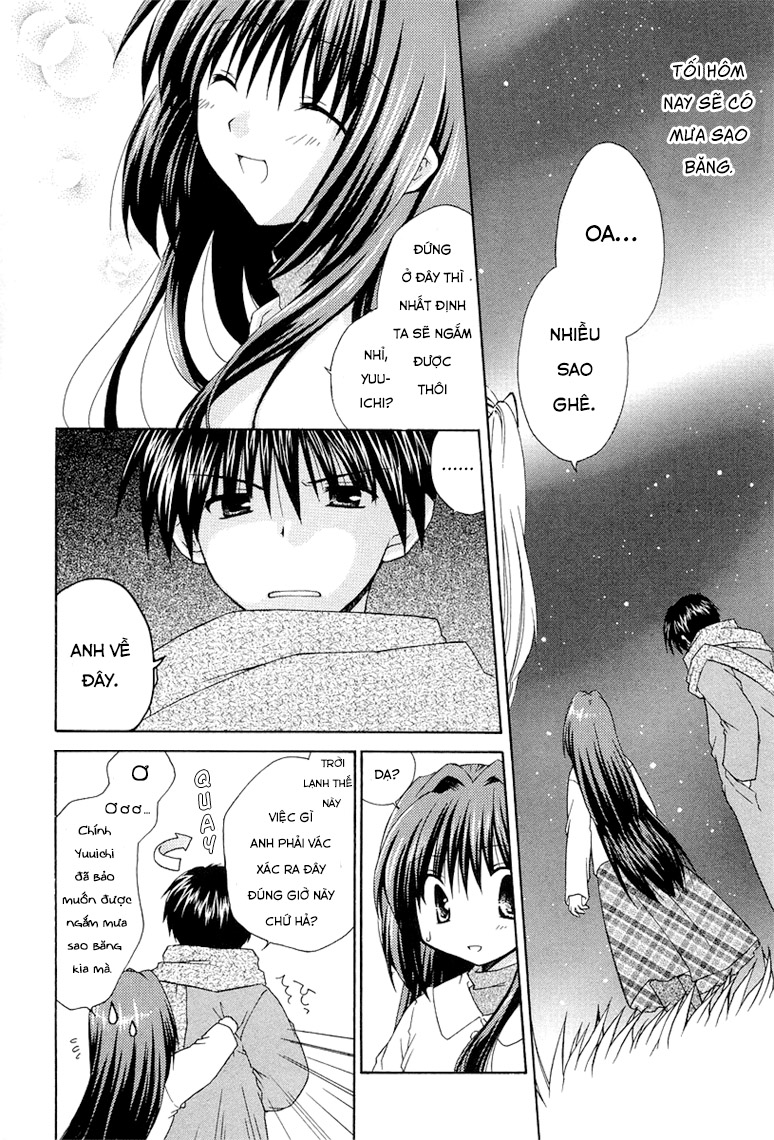 TỐI HÔM
NAY SẼ CÓ
MƯA SAO
BĂNG.
OA...
NHIỀU
SAO
GHÊ.
ĐỨNG
Ở ĐÂY THÌ
NHẤT ĐỊNH
TA SẼ NGẮM
ĐƯỢC
THÔI
NHỈ,
YUU-
ICHI?
......
ANH VỀ
ĐÂY.
DẠ?
TRỜI
LẠNH THẾ
NÀY
VIỆC GÌ
ANH PHẢI VÁC
XÁC RA ĐÂY
ĐÚNG GIỜ NÀY
CHỨ HẢ?
QUAY
Ơ
Ơ Ơ Ơ...
Chính
Yuuichi
đã bảo
muốn được
ngắm mưa
sao băng
kia mà.